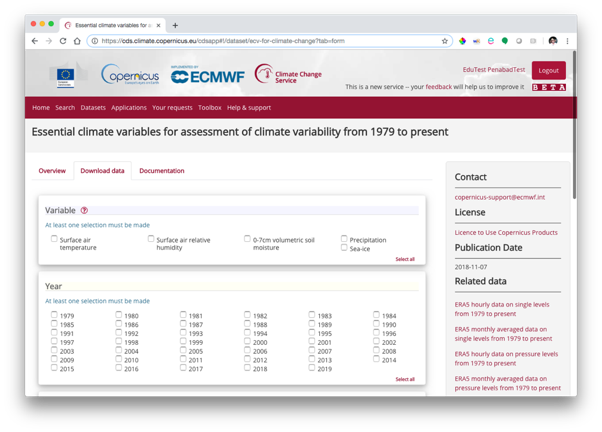 Essential climate variables for a
https://cds.climate.copernicus.eu/cdsapp#!/dataset/ecv-for-climate-change?tab=form
European Commission
Copernicus
IMPLEMENTED BY ECMWF
Climate Change Service
EduTest PenabadTest
Logout
This is a new service -- your feedback will help us to improve it
BETA
Home Search Datasets Applications Your requests Toolbox Help & support
Essential climate variables for assessment of climate variability from 1979 to present
Overview Download data Documentation
Variable ?
At least one selection must be made
Surface air temperature
Surface air relative humidity
0-7cm volumetric soil moisture
Precipitation
Sea-ice
Select all
Year
At least one selection must be made
1979 1980 1981 1982 1983 1984
1985 1986 1987 1988 1989 1990
1991 1992 1993 1994 1995 1996
1997 1998 1999 2000 2001 2002
2003 2004 2005 2006 2007 2008
2009 2010 2011 2012 2013 2014
2015 2016 2017 2018 2019
Select all
Contact
copernicus-support@ecmwf.int
License
Licence to Use Copernicus Products
Publication Date
2018-11-07
Related data
ERA5 hourly data on single levels
from 1979 to present
ERA5 monthly averaged data on
single levels from 1979 to present
ERA5 hourly data on pressure levels
from 1979 to present
ERA5 monthly averaged data on
pressure levels from 1979 to present